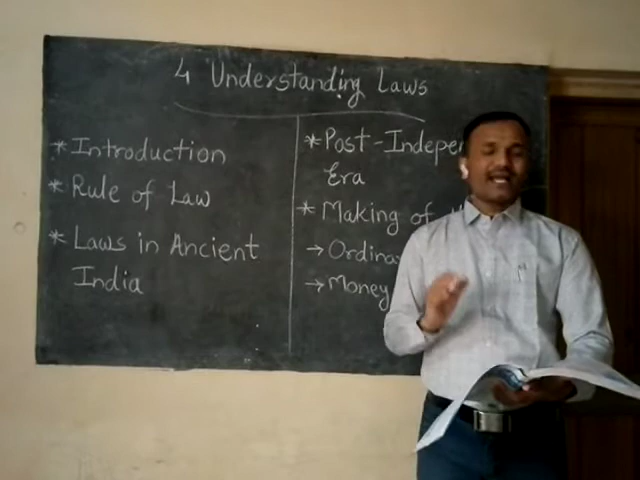 4 Understanding Laws
* Introduction
* Rule of Law
* Laws in Ancient
India
* Post-Indepe
Era
* Making of
→ Ordina
→ Money